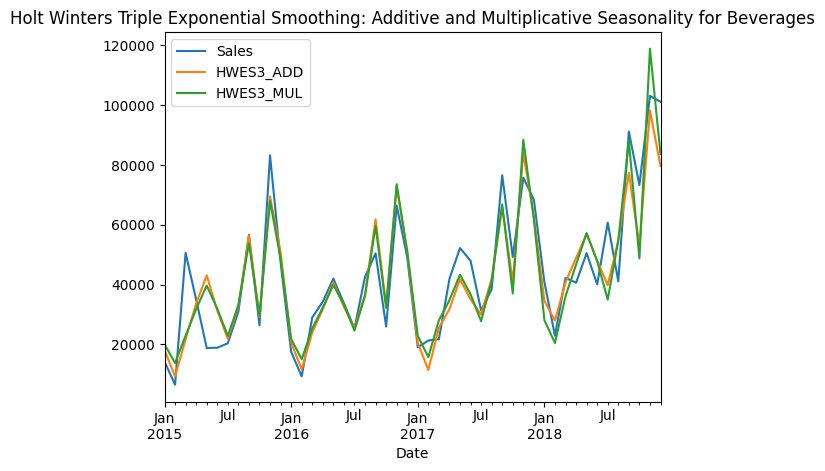 Holt Winters Triple Exponential Smoothing: Additive and Multiplicative Seasonality for Beverages
120000
100000
80000
60000
40000
20000
Sales
HWES3_ADD
HWES3_MUL
Jan Jul Jan Jul Jan Jul Jan Jul
2015 2016 2017 2018
Date